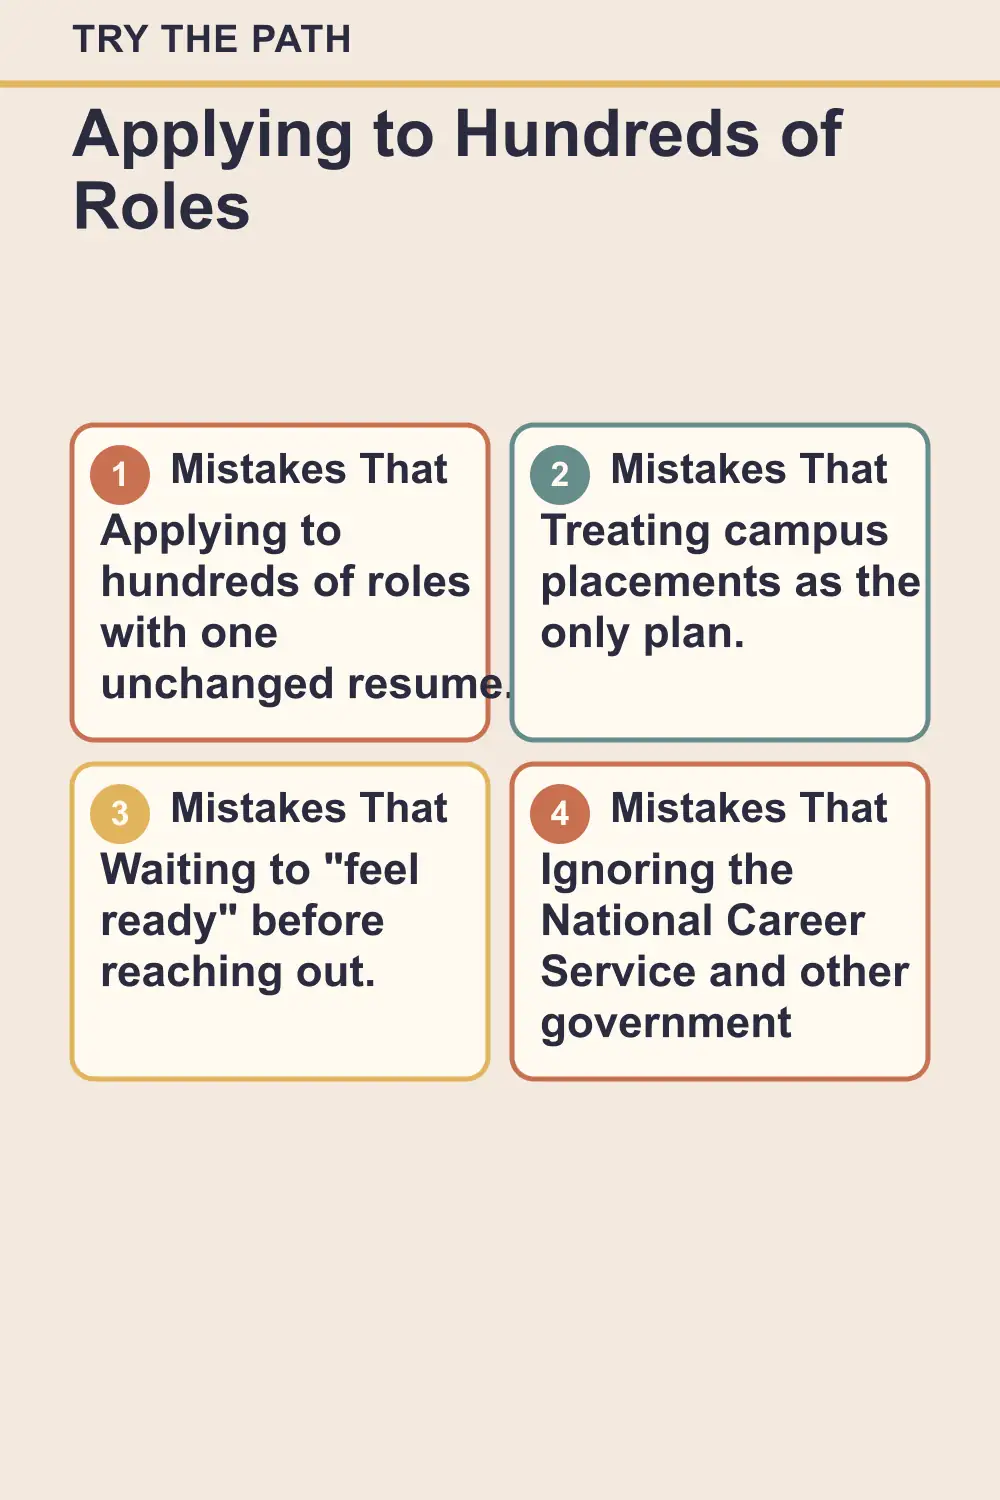 TRY THE PATH
Applying to Hundreds of
Roles
1 Mistakes That
Applying to
hundreds of roles
with one
unchanged resume.
2 Mistakes That
Treating campus
placements as the
only plan.
3 Mistakes That
Waiting to "feel
ready" before
reaching out.
4 Mistakes That
Ignoring the
National Career
Service and other
government